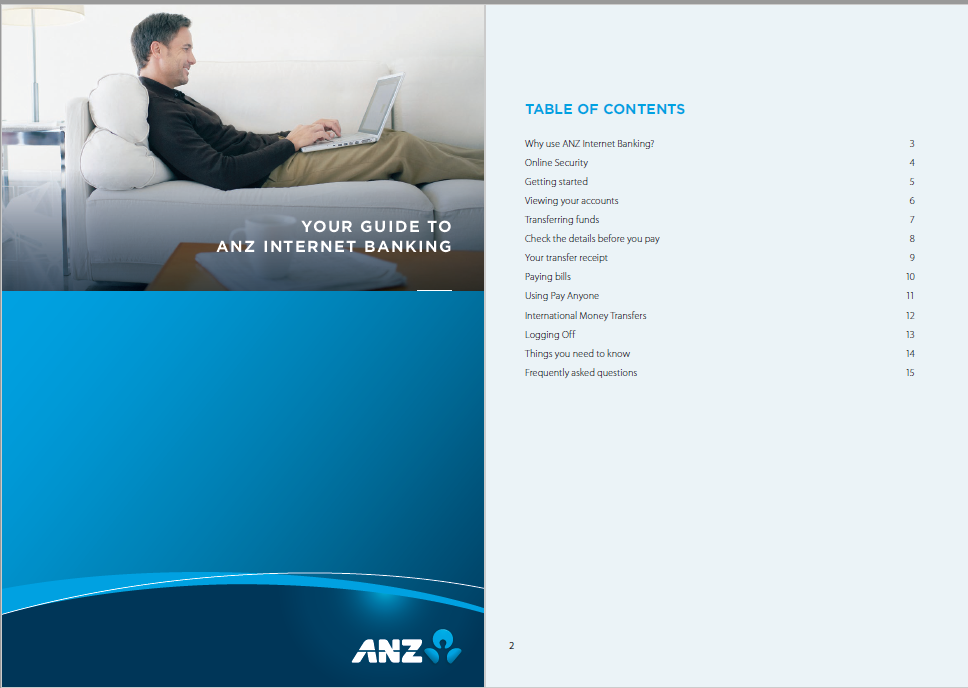 YOUR GUIDE TO
ANZ INTERNET BANKING
ANZ
TABLE OF CONTENTS
Why use ANZ Internet Banking? 3
Online Security 4
Getting started 5
Viewing your accounts 6
Transferring funds 7
Check the details before you pay 8
Your transfer receipt 9
Paying bills 10
Using Pay Anyone 11
International Money Transfers 12
Logging Off 13
Things you need to know 14
Frequently asked questions 15
2